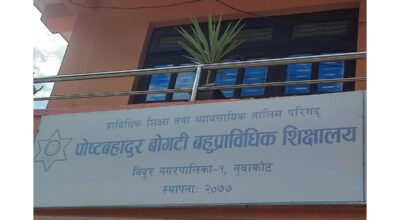 प्राविधिक शिक्षा तथा व्यावसायिक तालिम परिषद्
पोष्टबहादुर बोगटी बहुप्राविधिक शिक्षालय
बिदुर नगरपालिका-१, नुवाकोट
स्थापनाः २०७७